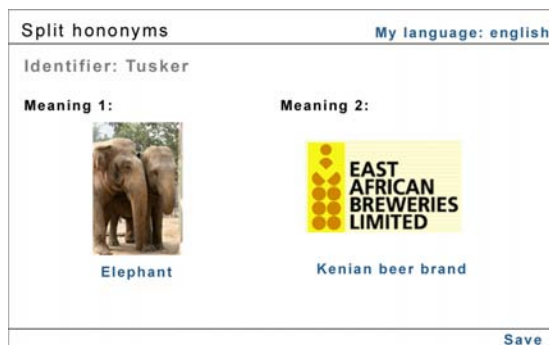 Split hononyms
My language: english
Identifier: Tusker
Meaning 1:
Meaning 2:
EAST
AFRICAN
BREWERIES
LIMITED
Elephant
Kenian beer brand
Save